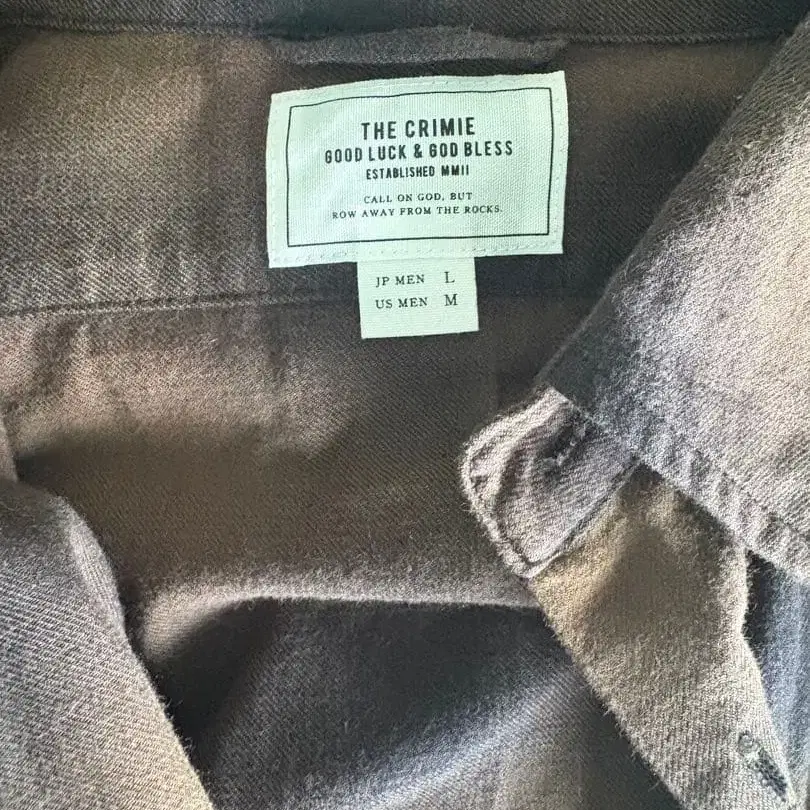 THE CRIMIE
GOOD LUCK & GOD BLESS
ESTABLISHED MMII
CALL ON GOD, BUT
ROW AWAY FROM THE ROCKS.
JP MEN L
US MEN M